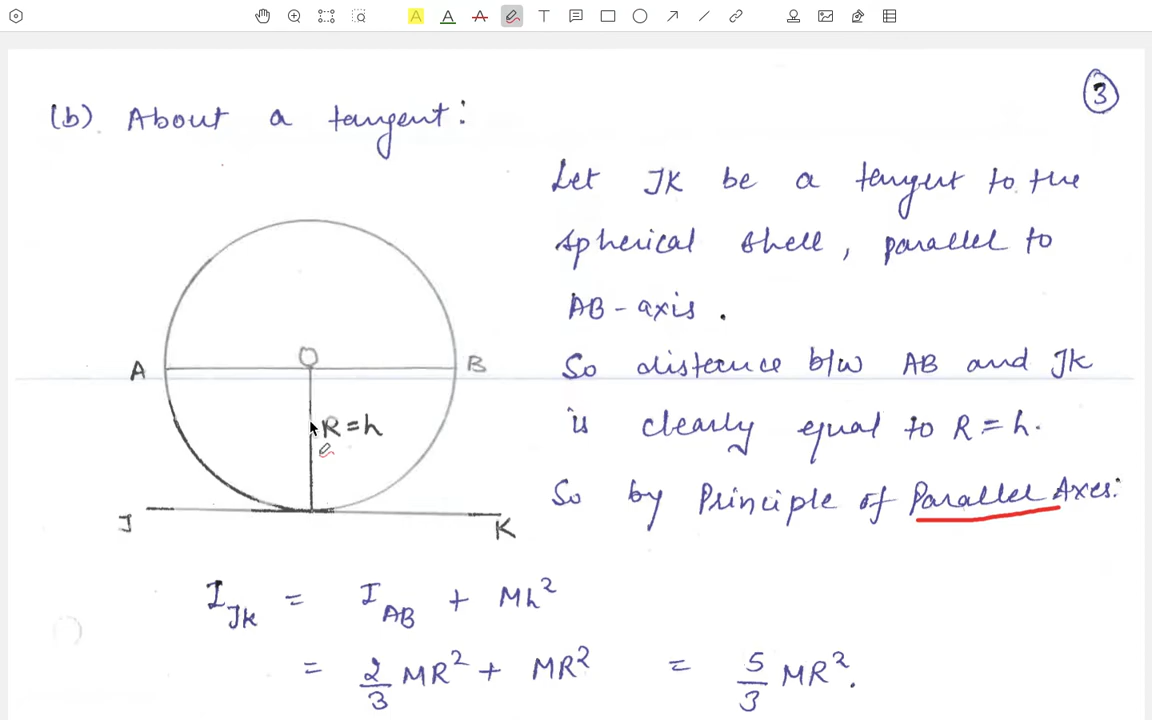 3
(b) About a tangent:
Let JK be a tangent to the
spherical shell, parallel to
AB-axis.
So distance b/w AB and JK
is clearly equal to R = h.
So by Principle of Parallel Axes:
A
O
B
R = h
J
K
I_JK = I_AB + Mh²
= 2/3 MR² + MR² = 5/3 MR².